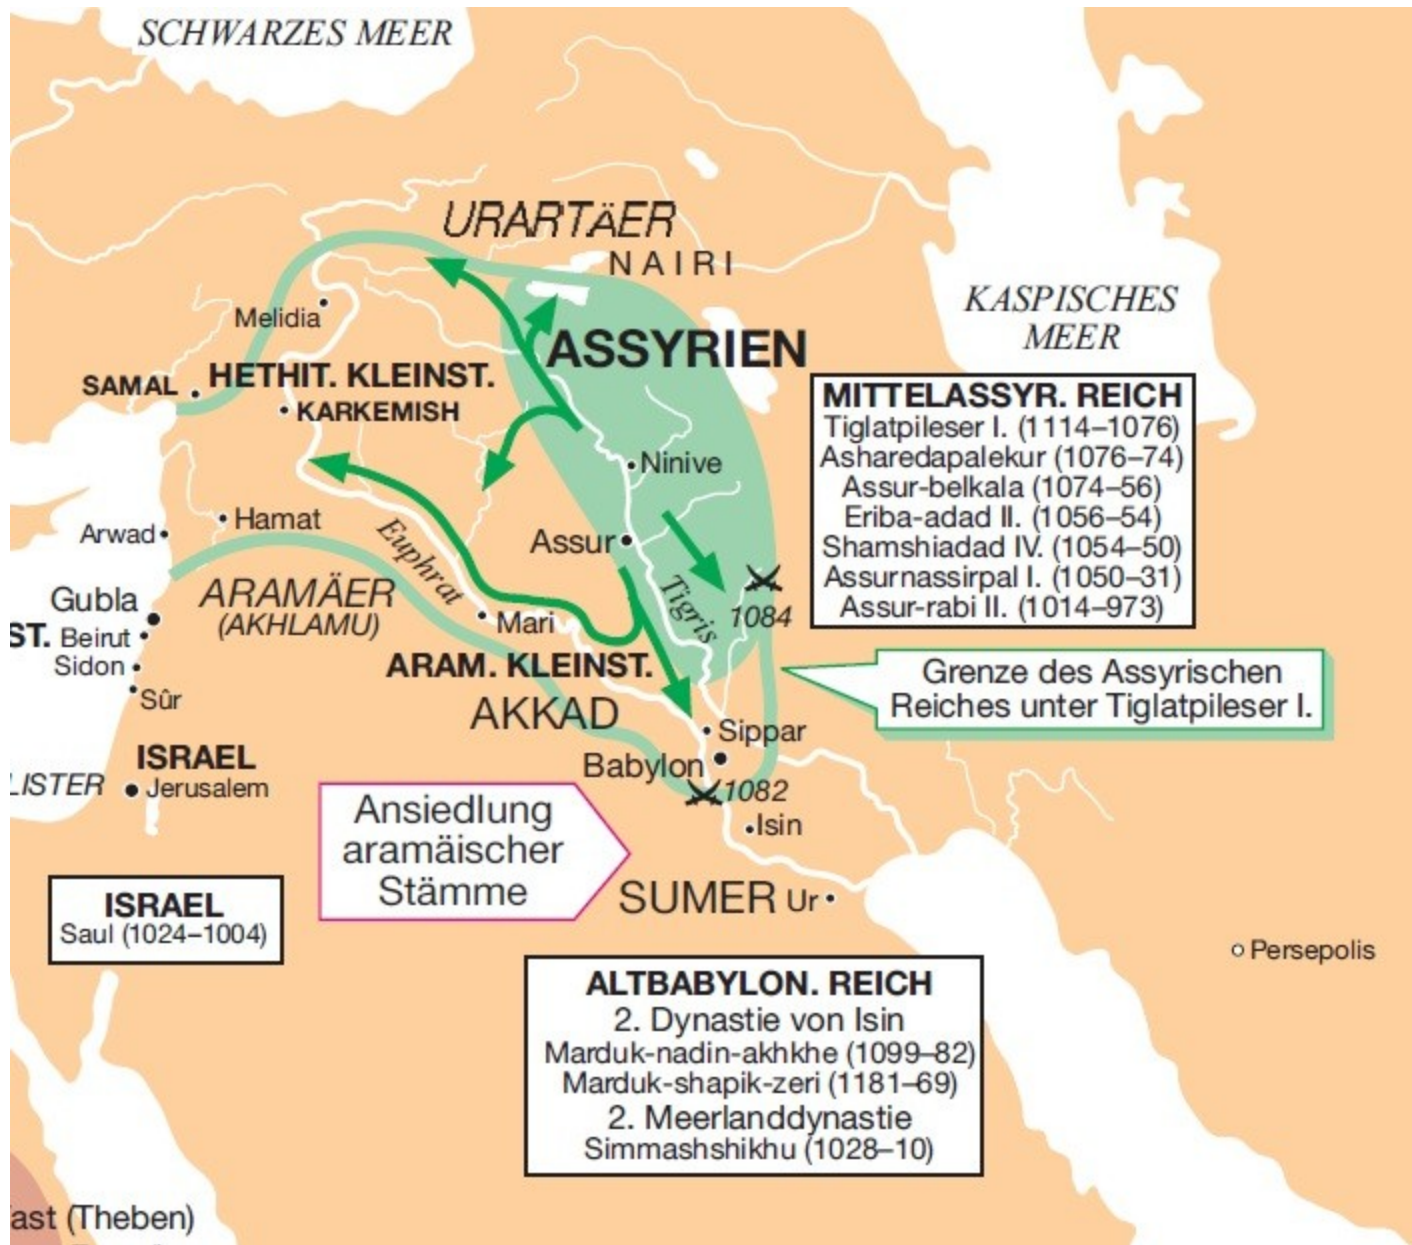 SCHWARZES MEER
URARTÄER
NAIRI
KASPISCHES
MEER
Melidia
ASSYRIEN
SAMAL
HETHIT. KLEINST.
KARKEMISH
MITTELASSYR. REICH
Tiglatpileser I. (1114–1076)
Asharedapalekur (1076–74)
Assur-belkala (1074–56)
Eriba-adad II. (1056–54)
Shamshiadad IV. (1054–50)
Assurnassirpal I. (1050–31)
Assur-rabi II. (1014–973)
Ninive
Hamat
Arwad
Assur
Euphrat
Tigris
1084
ARAMÄER
(AKHLAMU)
Gubla
ST. Beirut
Sidon
Sûr
Mari
ARAM. KLEINST.
AKKAD
Grenze des Assyrischen
Reiches unter Tiglatpileser I.
Sippar
Babylon
1082
Isin
ISRAEL
LISTER
Jerusalem
Ansiedlung
aramäischer
Stämme
SUMER Ur
ISRAEL
Saul (1024–1004)
Persepolis
ALTBABYLON. REICH
2. Dynastie von Isin
Marduk-nadin-akhkhe (1099–82)
Marduk-shapik-zeri (1181–69)
2. Meerlanddynastie
Simmashshikhu (1028–10)
ast (Theben)